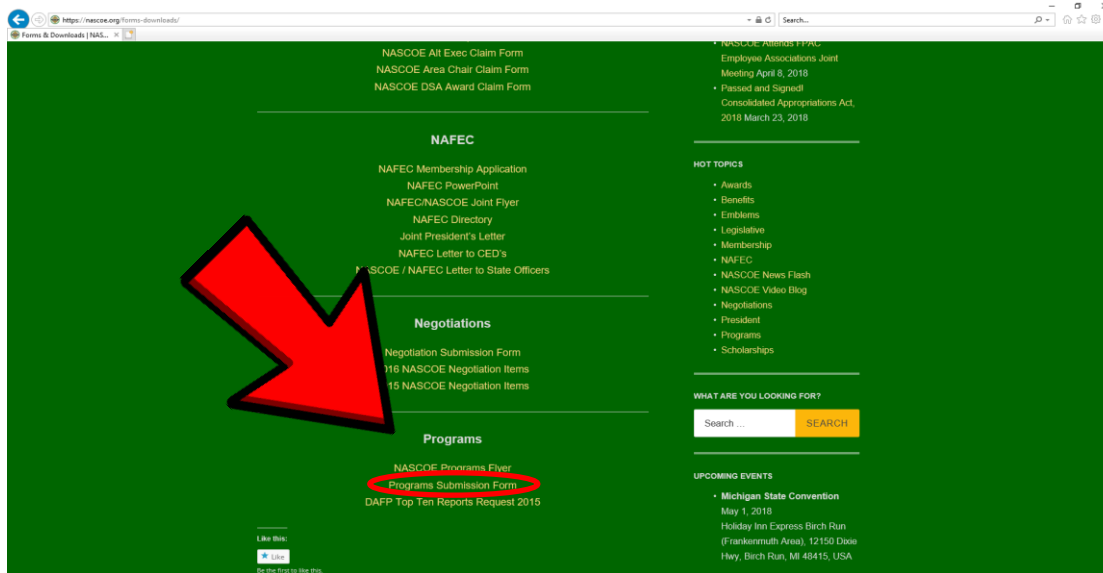 https://nascoe.org/forms-downloads/
Search...
Forms & Downloads | NAS...
NASCOE Alt Exec Claim Form
NASCOE Area Chair Claim Form
NASCOE DSA Award Claim Form
NAFEC
NAFEC Membership Application
NAFEC PowerPoint
NAFEC/NASCOE Joint Flyer
NAFEC Directory
Joint President's Letter
NAFEC Letter to CED's
NASCOE / NAFEC Letter to State Officers
Negotiations
Negotiation Submission Form
2016 NASCOE Negotiation Items
2015 NASCOE Negotiation Items
Programs
NASCOE Programs Flyer
Programs Submission Form
DAFP Top Ten Reports Request 2015
Like this:
Like
Be the first to like this.
NASCOE Attends FPAC
Employee Associations Joint
Meeting April 8, 2018
Passed and Signed!
Consolidated Appropriations Act,
2018 March 23, 2018
HOT TOPICS
Awards
Benefits
Emblems
Legislative
Membership
NAFEC
NASCOE News Flash
NASCOE Video Blog
Negotiations
President
Programs
Scholarships
WHAT ARE YOU LOOKING FOR?
Search ...
SEARCH
UPCOMING EVENTS
Michigan State Convention
May 1, 2018
Holiday Inn Express Birch Run
(Frankenmuth Area), 12150 Dixie
Hwy, Birch Run, MI 48415, USA